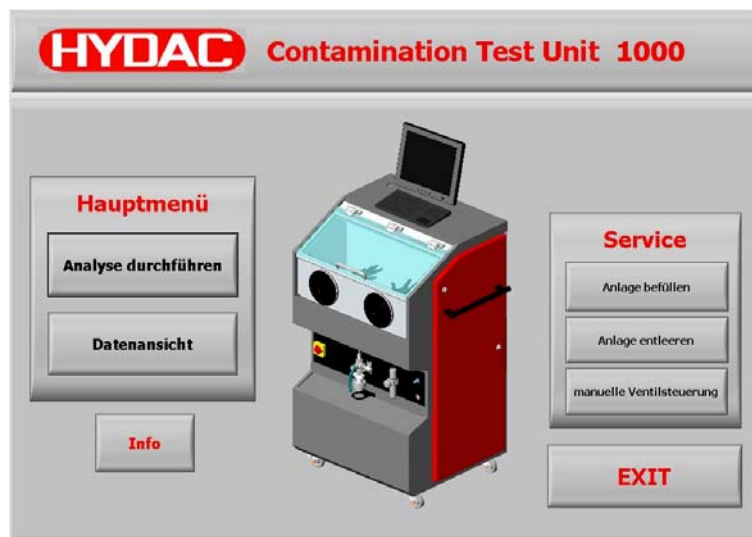 HYDAC Contamination Test Unit 1000
Hauptmenü
Analyse durchführen
Datenansicht
Info
Service
Anlage befüllen
Anlage entleeren
manuelle Ventilsteuerung
EXIT